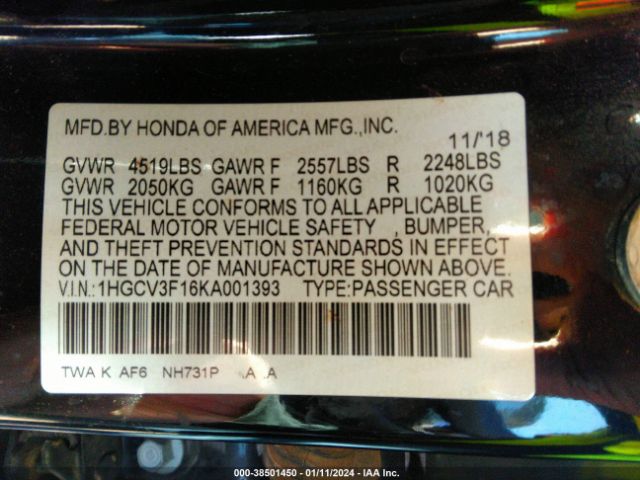 MFD.BY HONDA OF AMERICA MFG.,INC.
11/'18
GVWR 4519LBS GAWR F 2557LBS R 2248LBS
GVWR 2050KG GAWR F 1160KG R 1020KG
THIS VEHICLE CONFORMS TO ALL APPLICABLE
FEDERAL MOTOR VEHICLE SAFETY , BUMPER,
AND THEFT PREVENTION STANDARDS IN EFFECT
ON THE DATE OF MANUFACTURE SHOWN ABOVE.
V.I.N.:1HGCV3F16KA001393 TYPE:PASSENGER CAR
TWA K AF6 NH731P .A .A
000-38501450 - 01/11/2024 - IAA Inc.